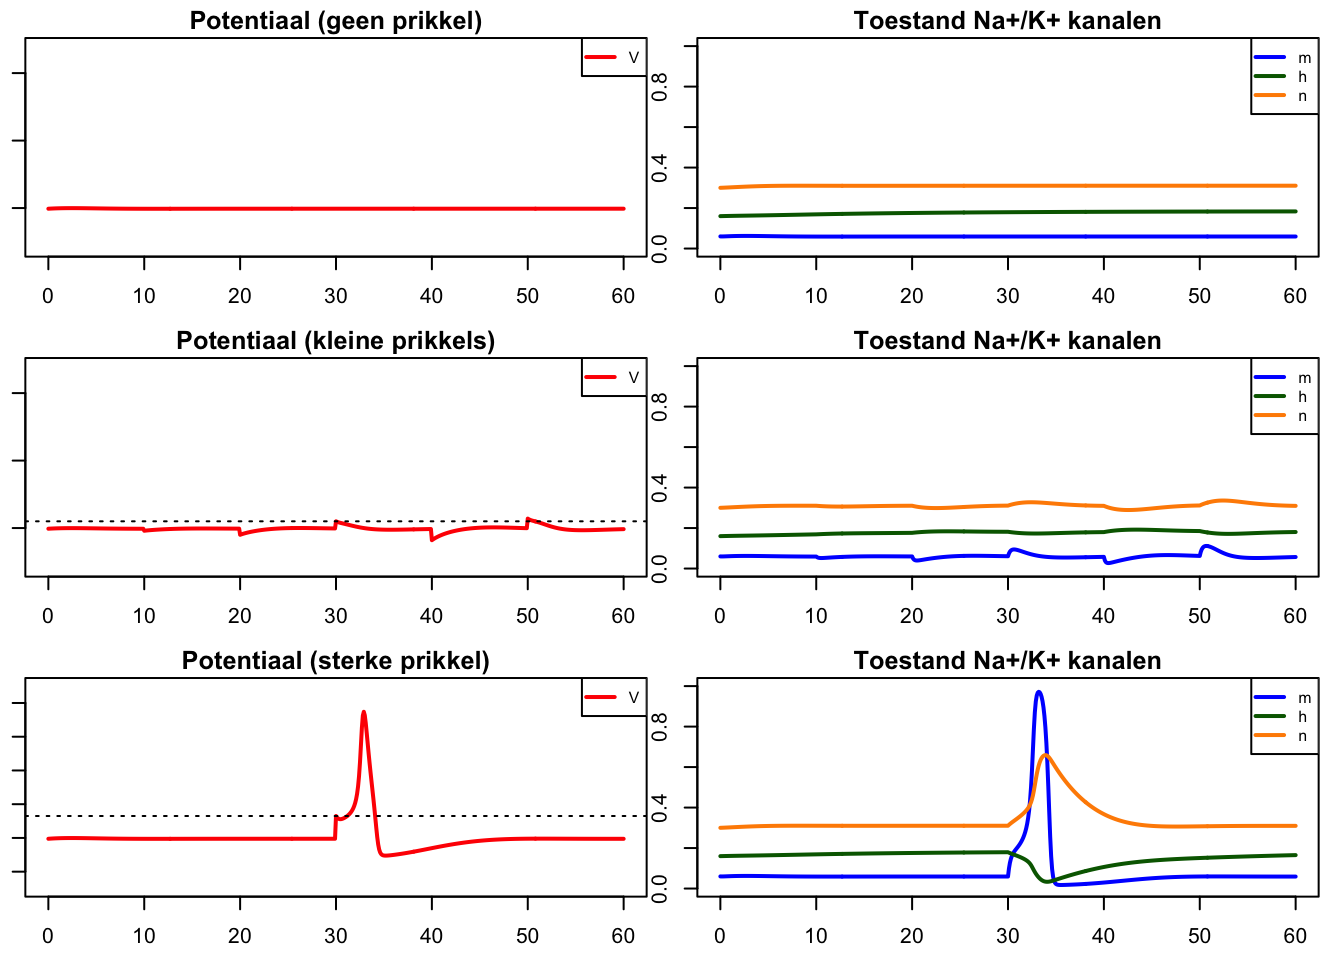 Potentiaal (geen prikkel)
V
0 10 20 30 40 50 60
Toestand Na+/K+ kanalen
0.8
0.4
0.0
m
h
n
0 10 20 30 40 50 60
Potentiaal (kleine prikkels)
V
0 10 20 30 40 50 60
Toestand Na+/K+ kanalen
0.8
0.4
0.0
m
h
n
0 10 20 30 40 50 60
Potentiaal (sterke prikkel)
V
0 10 20 30 40 50 60
Toestand Na+/K+ kanalen
0.8
0.4
0.0
m
h
n
0 10 20 30 40 50 60